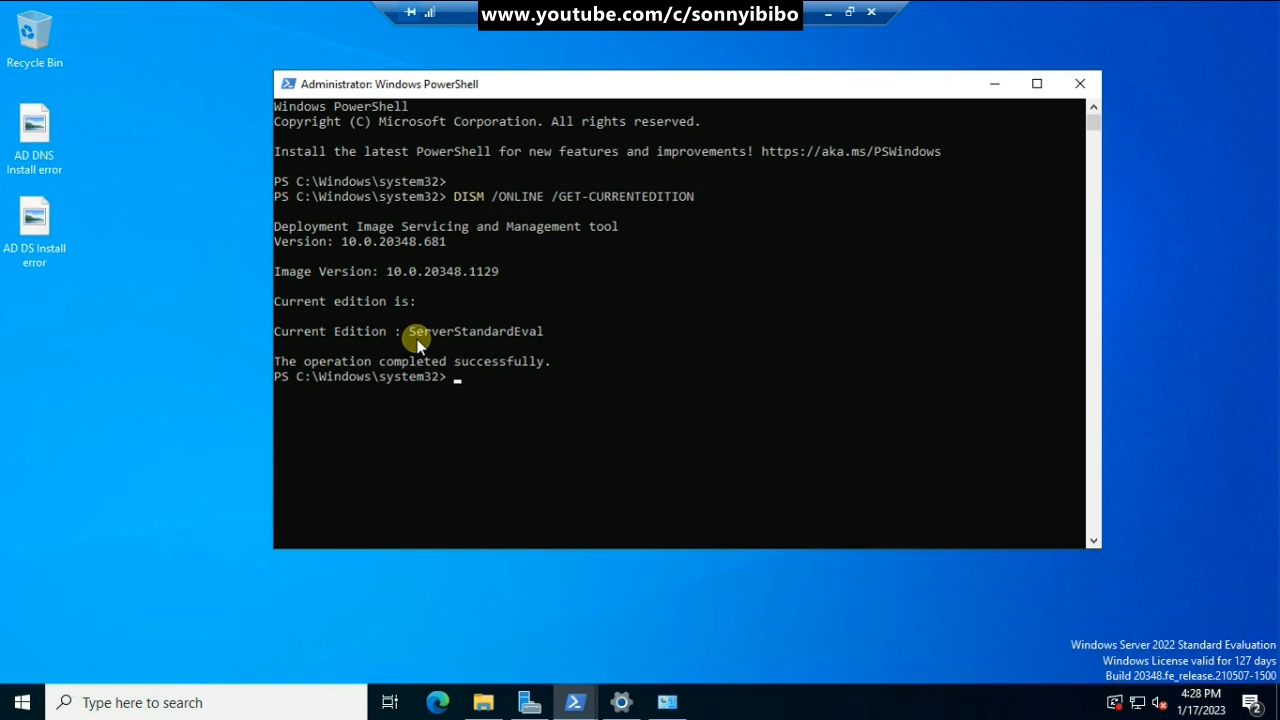 www.youtube.com/c/sonnyibibo
Recycle Bin
AD DNS
Install error
AD DS Install
error
Administrator: Windows PowerShell
Windows PowerShell
Copyright (C) Microsoft Corporation. All rights reserved.
Install the latest PowerShell for new features and improvements! https://aka.ms/PSWindows
PS C:\Windows\system32>
PS C:\Windows\system32> DISM /ONLINE /GET-CURRENTEDITION
Deployment Image Servicing and Management tool
Version: 10.0.20348.681
Image Version: 10.0.20348.1129
Current edition is:
Current Edition : ServerStandardEval
The operation completed successfully.
PS C:\Windows\system32>
Windows Server 2022 Standard Evaluation
Windows License valid for 127 days
Build 20348.fe_release.210507-1500
Type here to search
4:28 PM
1/17/2023
2